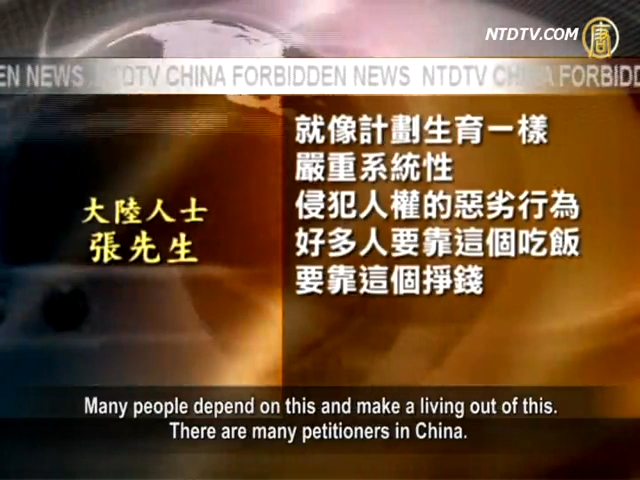 NTDTV.COM
EN NEWS NTDTV CHINA FORBIDDEN NEWS NTDTV CHINA FORBIDD
就像計劃生育一樣
嚴重系統性
侵犯人權的惡劣行為
好多人要靠這個吃飯
要靠這個掙錢
大陸人士
張先生
Many people depend on this and make a living out of this.
There are many petitioners in China.